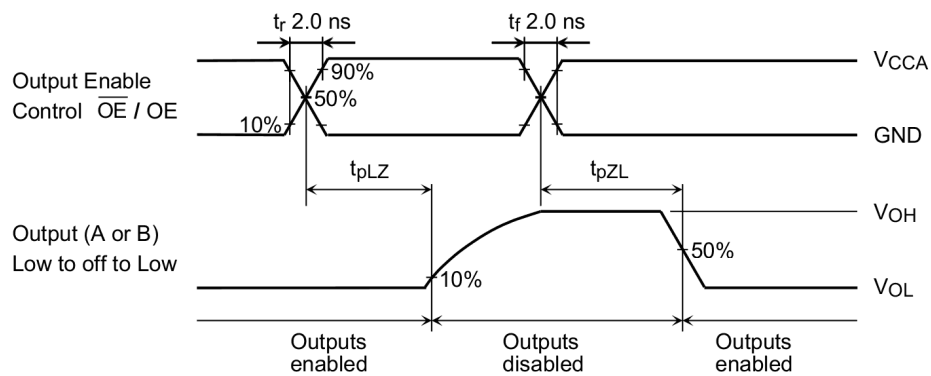 tr 2.0 ns
tf 2.0 ns
VCCA
Output Enable
Control OE / OE
90%
50%
10%
GND
tpLZ
tpZL
VOH
Output (A or B)
Low to off to Low
50%
10%
VOL
Outputs
enabled
Outputs
disabled
Outputs
enabled